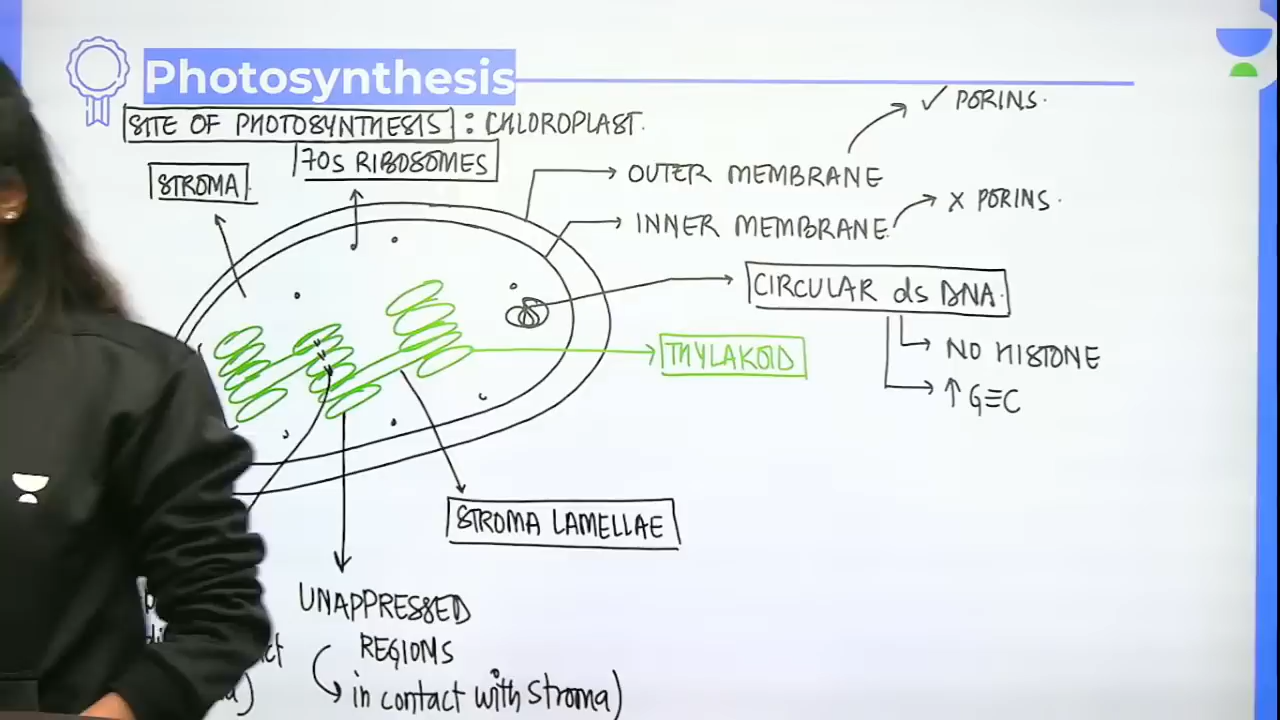 Photosynthesis
SITE OF PHOTOSYNTHESIS : CHLOROPLAST.
✓ PORINS.
70s RIBOSOMES
STROMA
OUTER MEMBRANE
INNER MEMBRANE
X PORINS.
CIRCULAR ds DNA.
NO HISTONE
↑ G≡C
THYLAKOID
STROMA LAMELLAE
UNAPPRESSED
REGIONS
in contact with stroma)